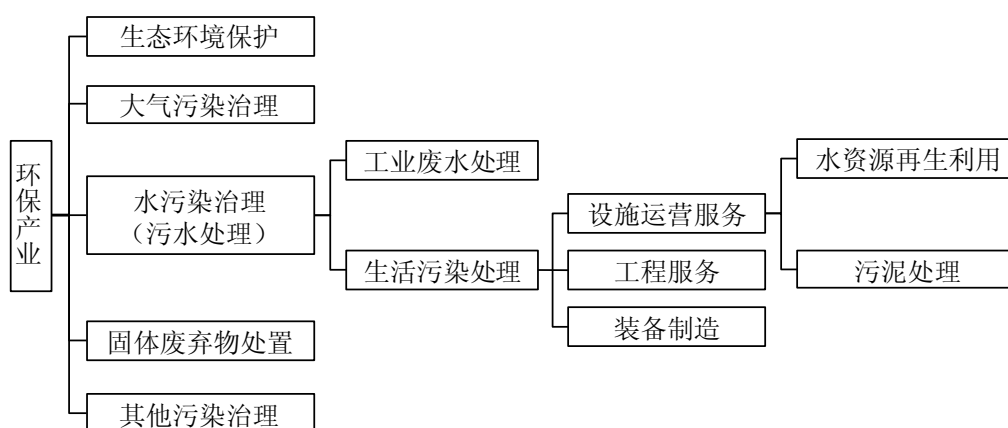 生态环境保护
大气污染治理
环保产业
水污染治理
（污水处理）
固体废弃物处置
其他污染治理
工业废水处理
生活污染处理
设施运营服务
工程服务
装备制造
水资源再生利用
污泥处理